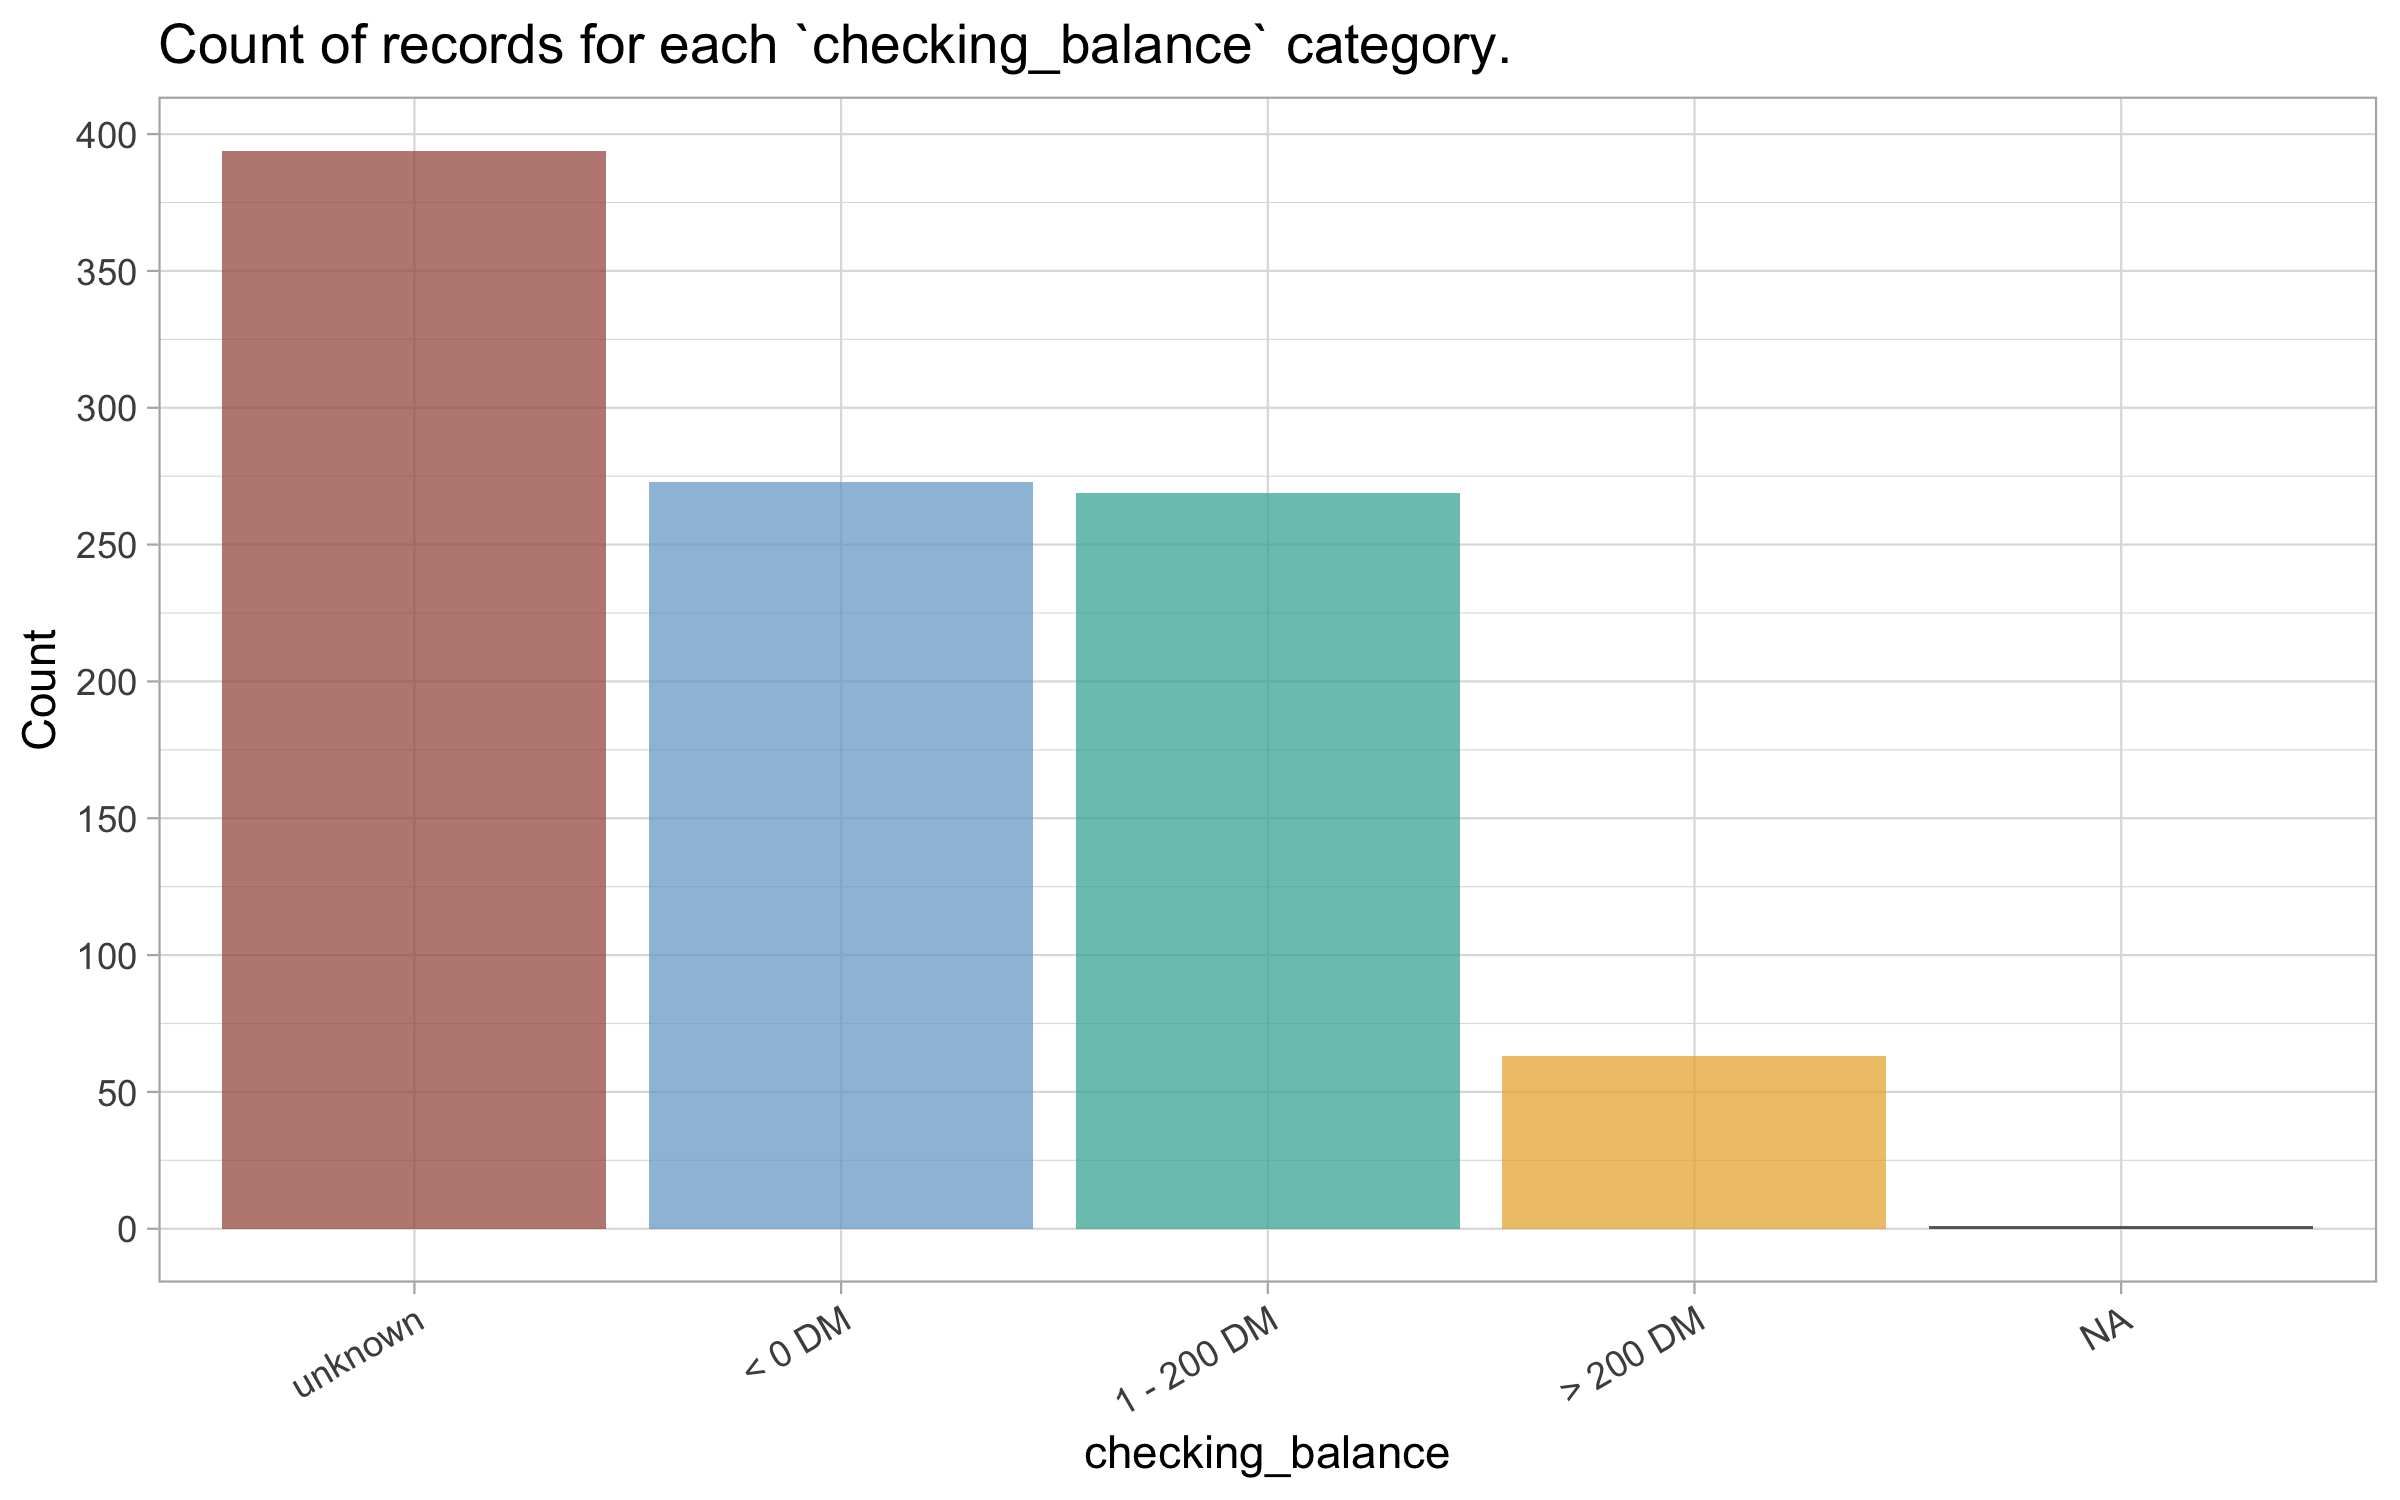 Count of records for each `checking_balance` category.
Count
400
350
300
250
200
150
100
50
0
unknown
< 0 DM
1 - 200 DM
> 200 DM
NA
checking_balance